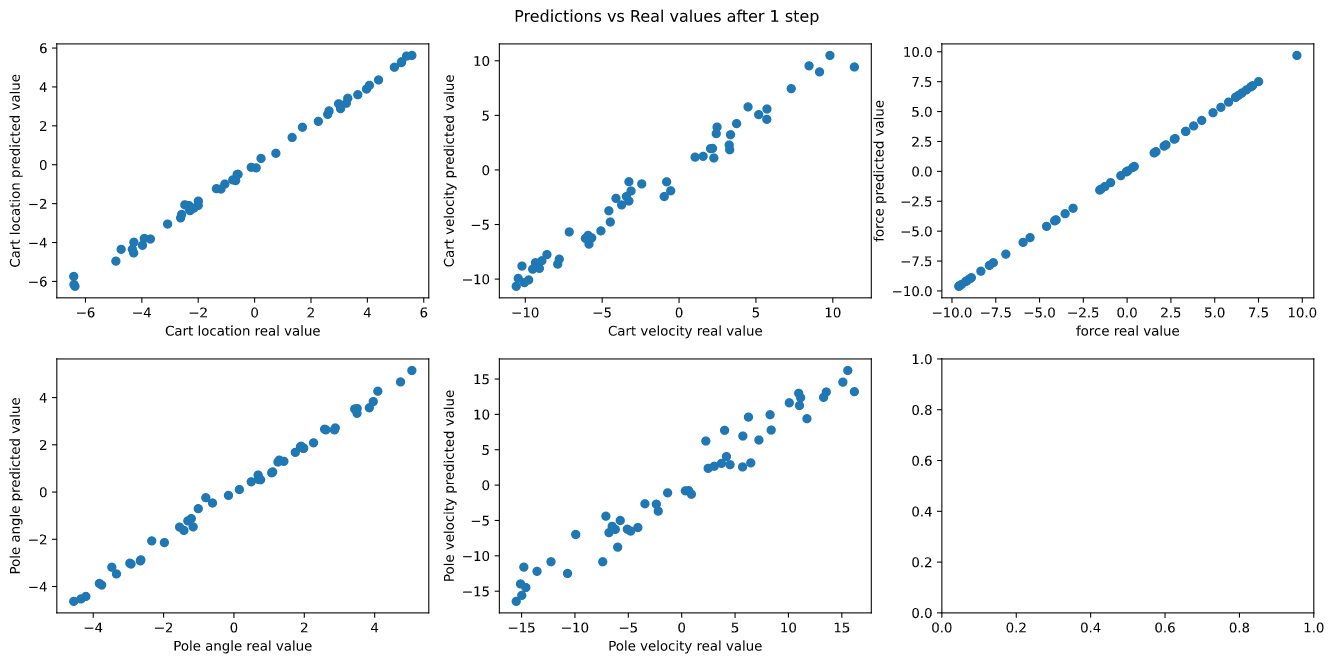 Predictions vs Real values after 1 step
Cart location predicted value
6
4
2
0
−2
−4
−6
−6 −4 −2 0 2 4 6
Cart location real value
Cart velocity predicted value
10
5
0
−5
−10
−10 −5 0 5 10
Cart velocity real value
force predicted value
10.0
7.5
5.0
2.5
0.0
−2.5
−5.0
−7.5
−10.0
−10.0 −7.5 −5.0 −2.5 0.0 2.5 5.0 7.5 10.0
force real value
Pole angle predicted value
4
2
0
−2
−4
−4 −2 0 2 4
Pole angle real value
Pole velocity predicted value
15
10
5
0
−5
−10
−15
−15 −10 −5 0 5 10 15
Pole velocity real value
1.0
0.8
0.6
0.4
0.2
0.0
0.0 0.2 0.4 0.6 0.8 1.0